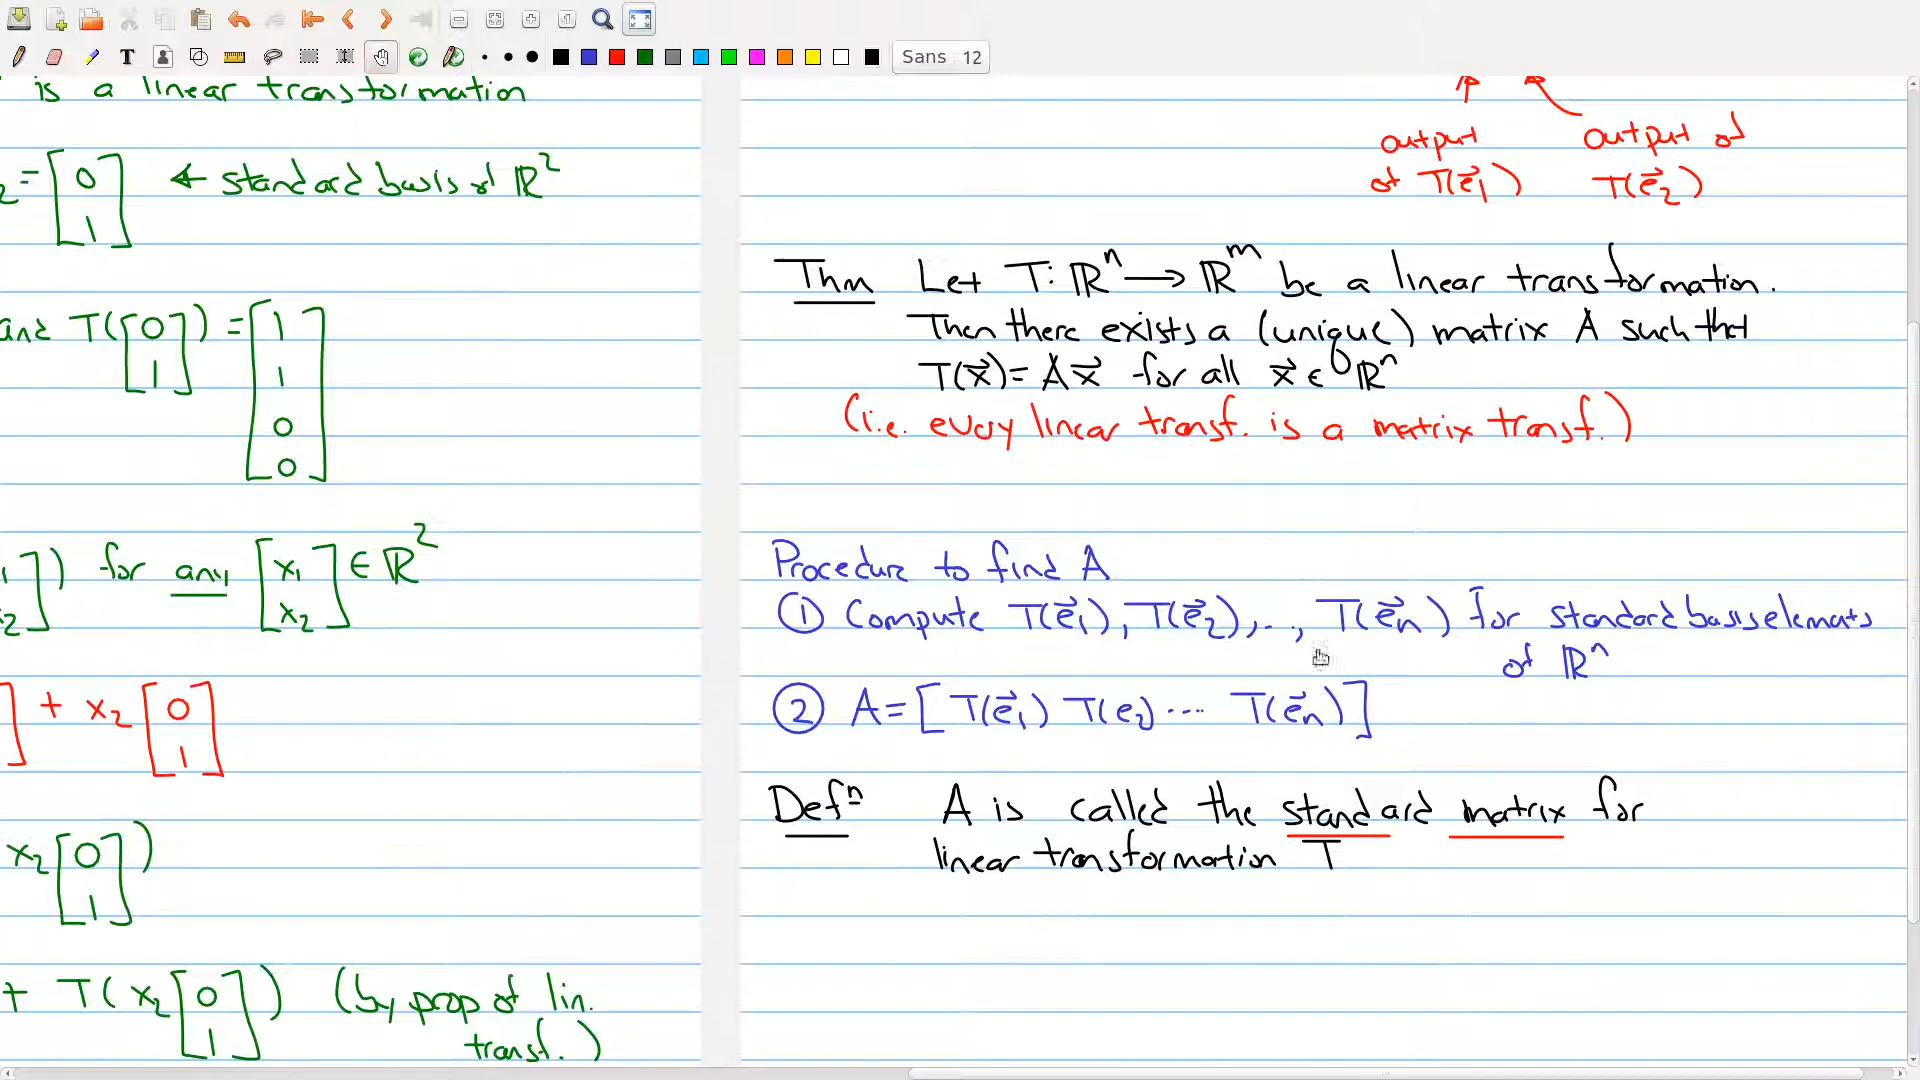 Sans 12
is a linear transformation
2 = [0 1] ← standard basis of ℝ²
and T([0 1]) = [1 1 0 0]
]) for any [x₁ x₂] ∈ ℝ²
] + x₂ [0 1]
x₂ [0 1])
+ T(x₂ [0 1]) (by prop of lin.
transf.)
output of T(e⃗₁)
output of T(e⃗₂)
Thm Let T: ℝⁿ → ℝᵐ be a linear transformation.
Then there exists a (unique) matrix A such that
T(x⃗) = Ax⃗ for all x⃗ ∈ ℝⁿ
(i.e. every linear transf. is a matrix transf.)
Procedure to find A
① Compute T(e⃗₁), T(e⃗₂), .., T(e⃗ₙ) for standard basis elements
of ℝⁿ
② A = [T(e⃗₁) T(e₂) ... T(e⃗ₙ)]
Defⁿ A is called the standard matrix for
linear transformation T